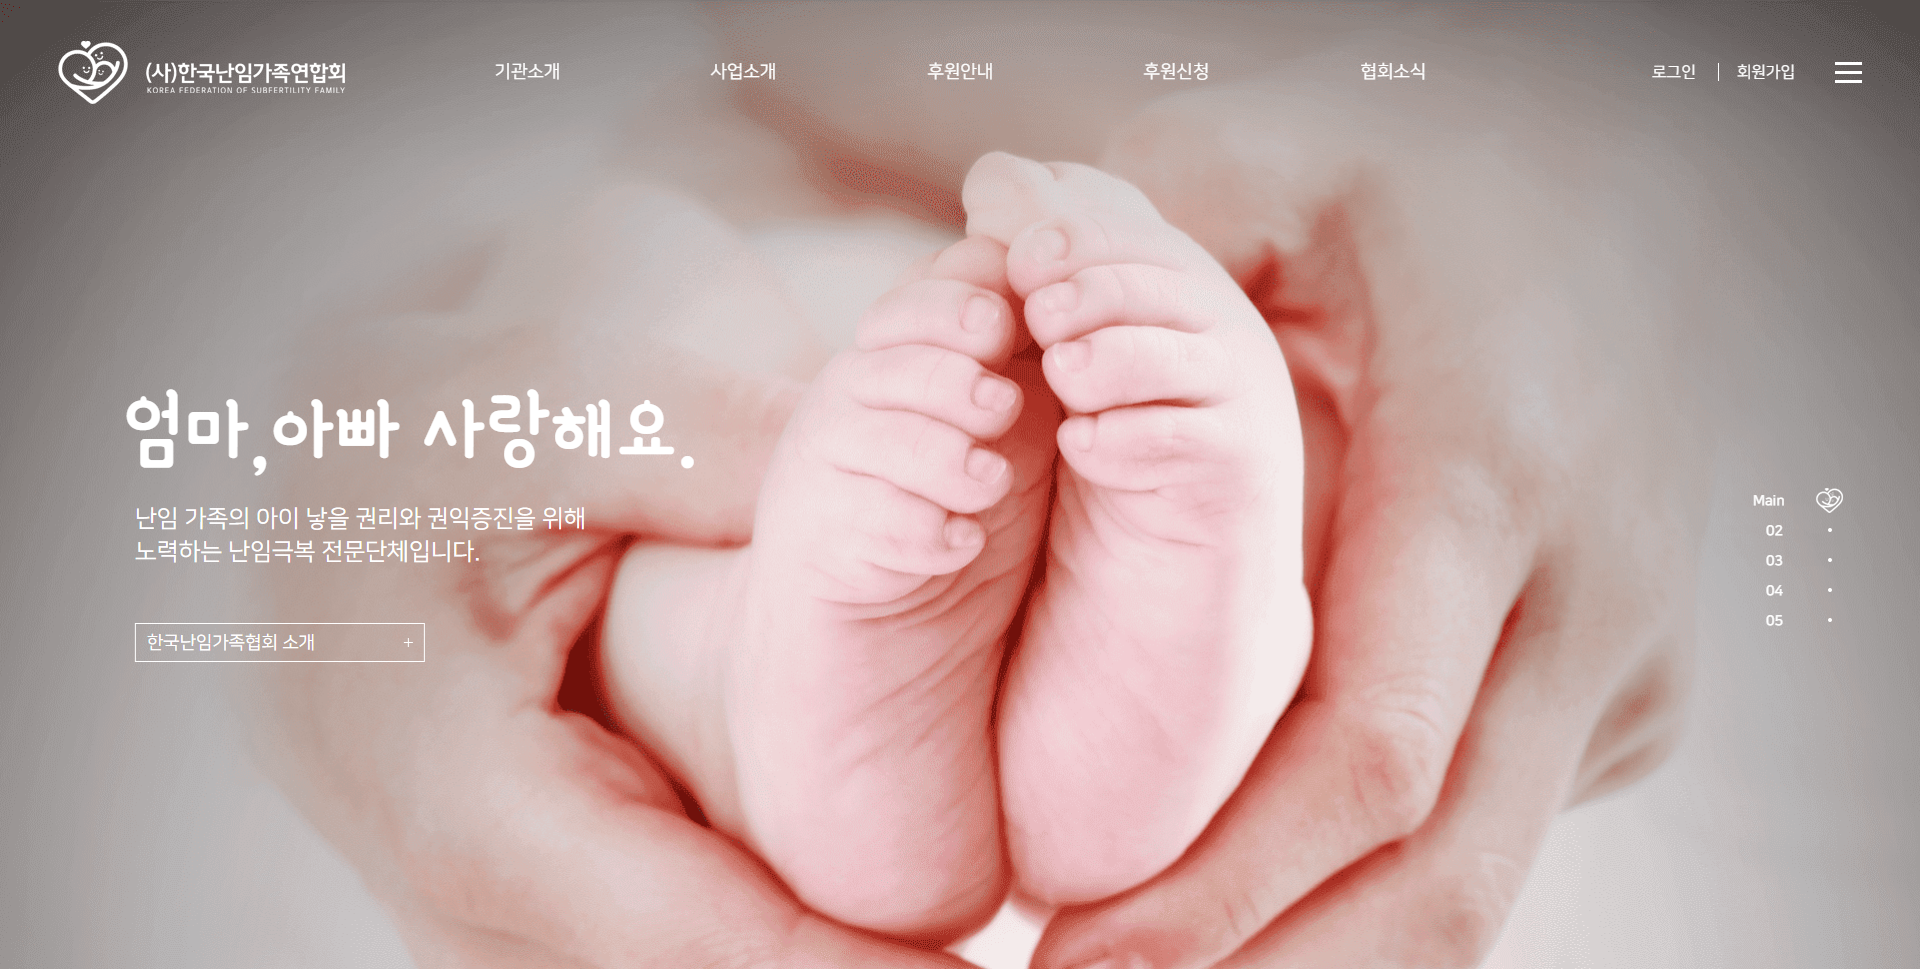 (사)한국난임가족연합회
KOREA FEDERATION OF SUBFERTILITY FAMILY
기관소개
사업소개
후원안내
후원신청
협회소식
로그인
회원가입
엄마,아빠 사랑해요.
난임 가족의 아이 낳을 권리와 권익증진을 위해
노력하는 난임극복 전문단체입니다.
한국난임가족협회 소개 +
Main
02
03
04
05